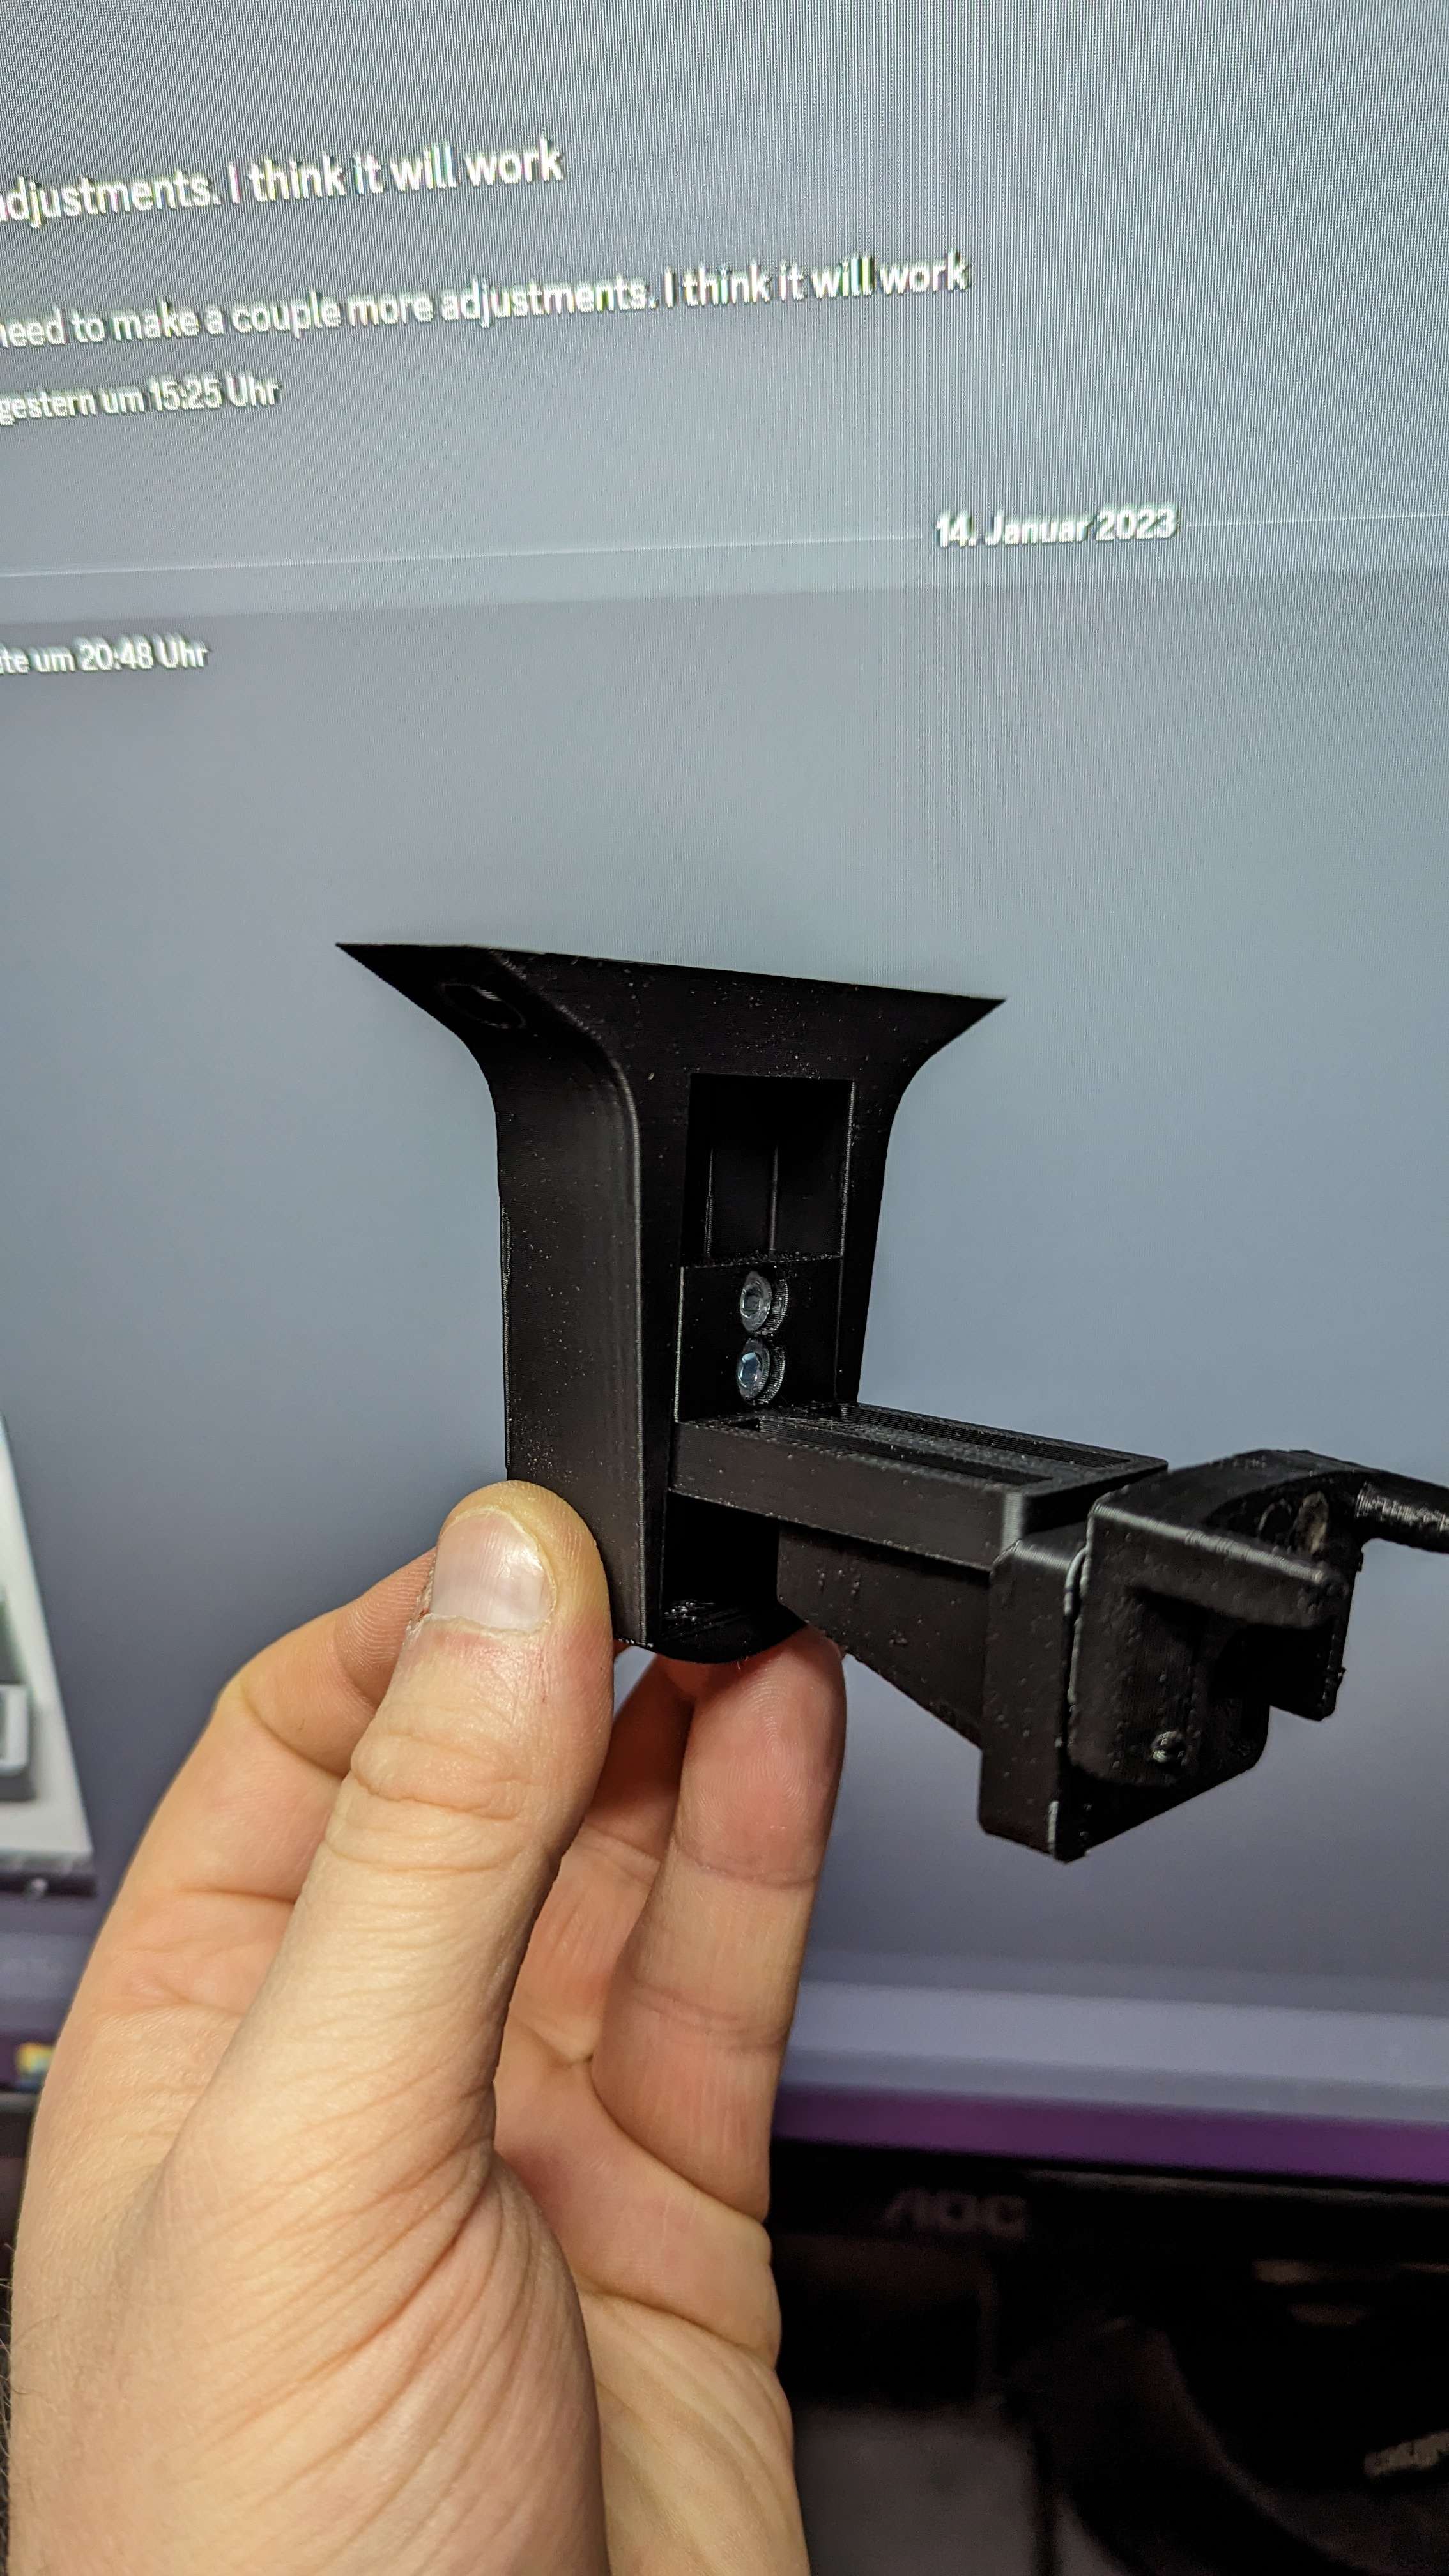 adjustments. I think it will work
need to make a couple more adjustments. I think it will work
gestern um 15:25 Uhr
14. Januar 2023
um 20:48 Uhr
AOC